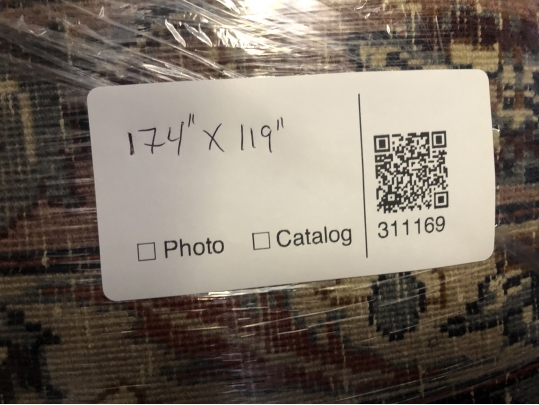 174" X 119"
☐ Photo ☐ Catalog
311169